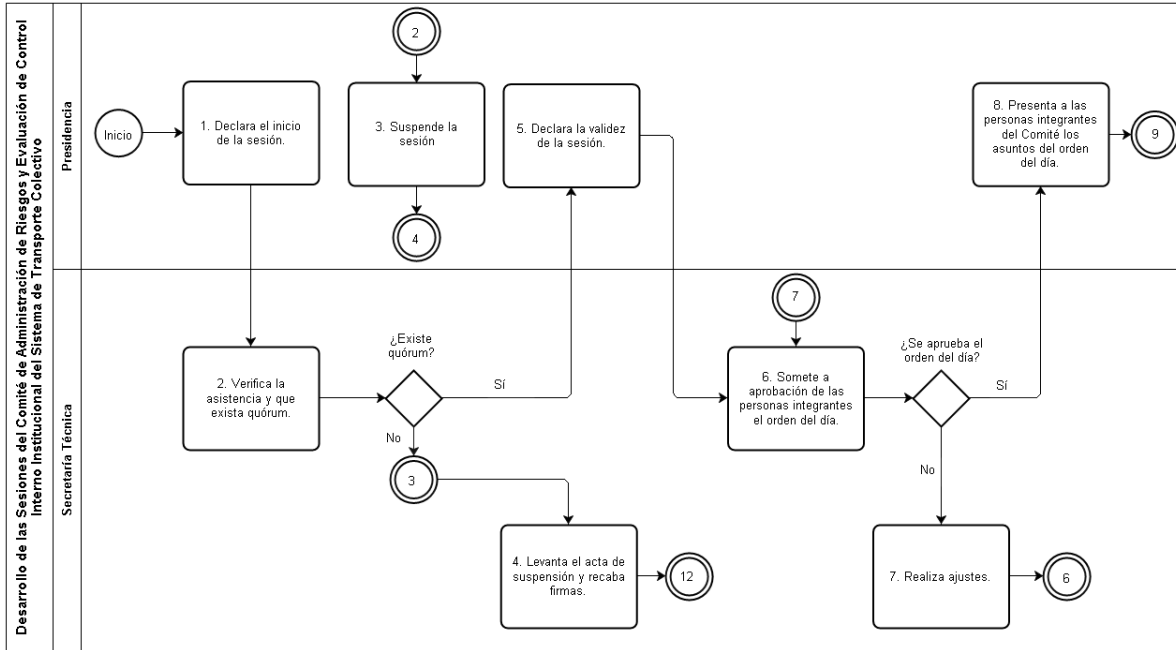 Desarrollo de las Sesiones del Comité de Administración de Riesgos y Evaluación de Control
Interno Institucional del Sistema de Transporte Colectivo
Presidencia
Inicio
1. Declara el inicio
de la sesión.
2
3. Suspende la
sesión
4
5. Declara la validez
de la sesión.
8. Presenta a las
personas integrantes
del Comité los
asuntos del orden
del día.
9
Secretaría Técnica
2. Verifica la
asistencia y que
exista quórum.
¿Existe
quórum?
Sí
No
3
4. Levanta el acta de
suspensión y recaba
firmas.
12
7
6. Somete a
aprobación de las
personas integrantes
el orden del día.
¿Se aprueba el
orden del día?
Sí
No
7. Realiza ajustes.
6